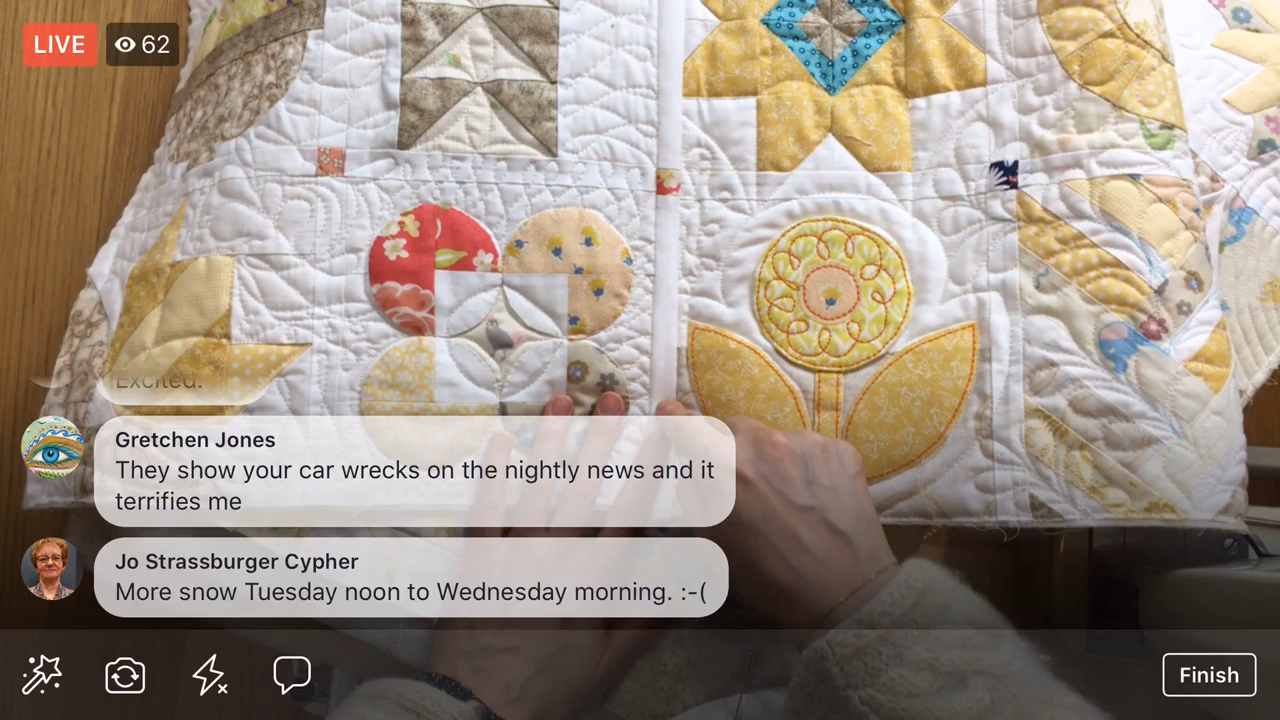 LIVE
62
Excited.
Gretchen Jones
They show your car wrecks on the nightly news and it
terrifies me
Jo Strassburger Cypher
More snow Tuesday noon to Wednesday morning. :-(
Finish